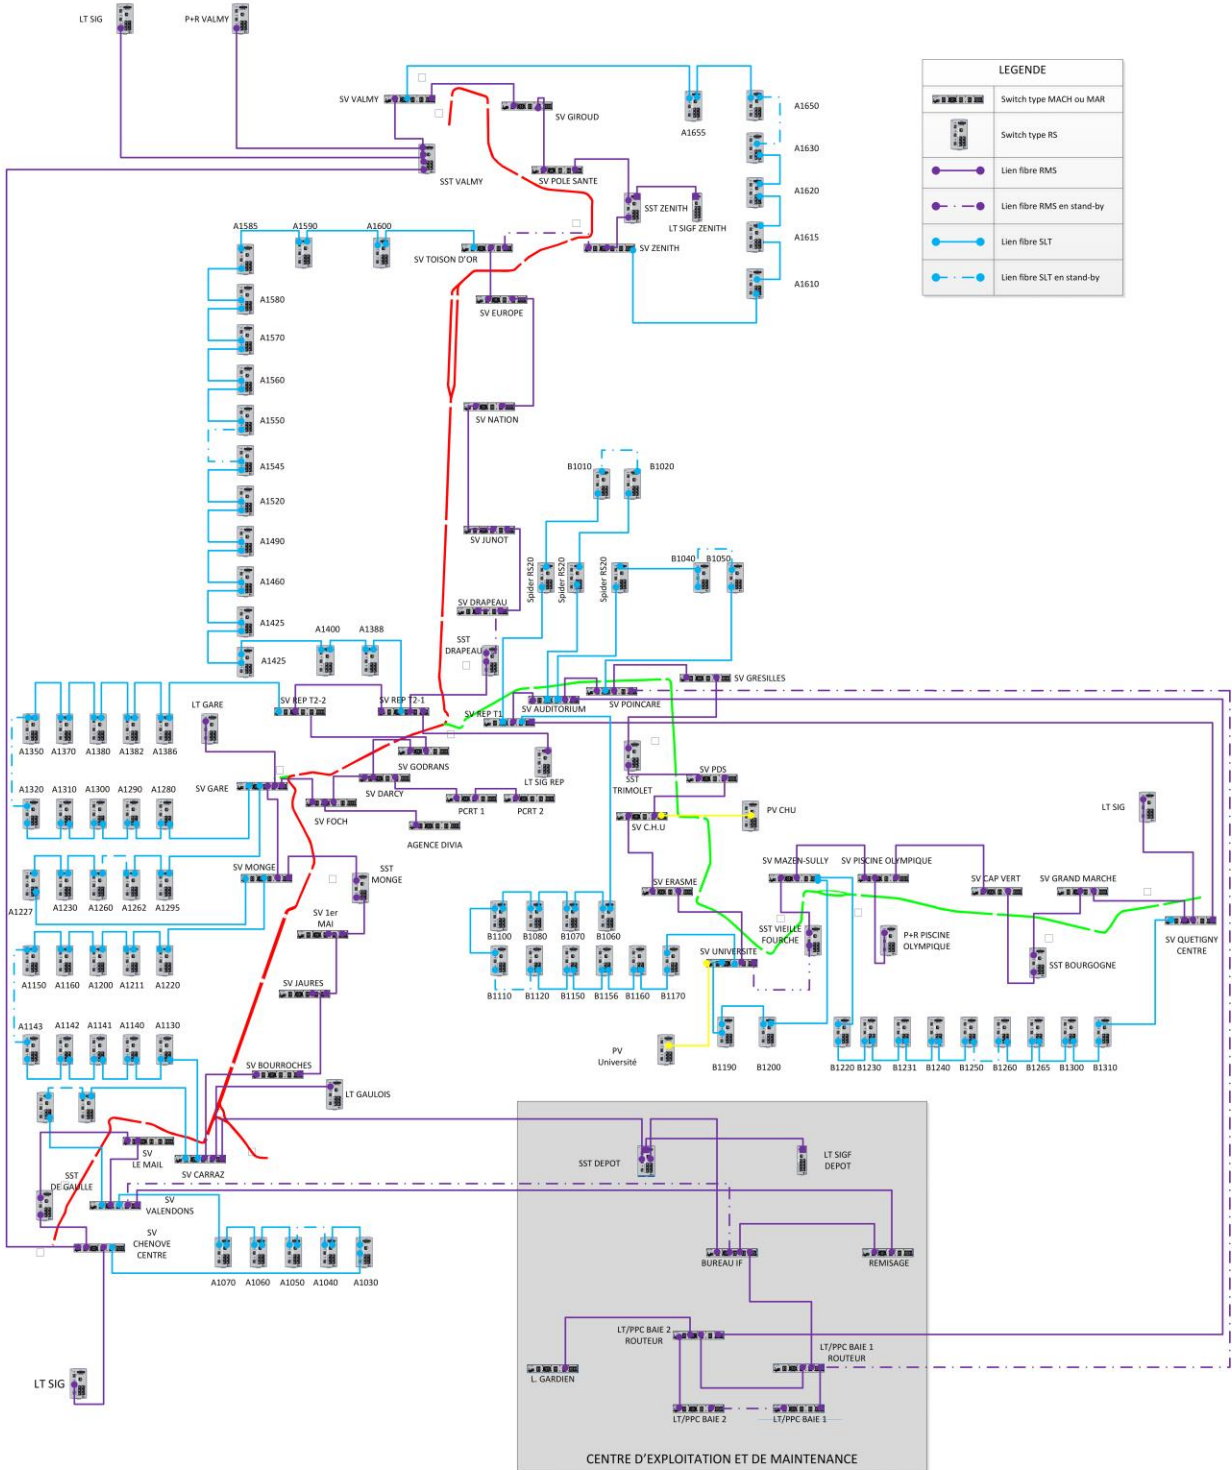 LT SIG
P+R VALMY
LEGENDE
Switch type MACH ou MAR
Switch type RS
Lien fibre RMS
Lien fibre RMS en stand-by
Lien fibre SLT
Lien fibre SLT en stand-by
SV VALMY
SV GIROUD
A1655
A1650
A1630
SST VALMY
SV POLE SANTE
A1620
SST ZENITH
LT SIGF ZENITH
A1585
A1590
A1600
SV TOISON D'OR
SV ZENITH
A1615
A1610
A1580
SV EUROPE
A1570
A1560
A1550
SV NATION
A1545
B1010
B1020
A1520
A1490
SV JUNOT
Spider RS20
Spider RS20
Spider RS20
B1040
B1050
A1460
SV DRAPEAU
A1425
A1400
A1388
SST
DRAPEAU
A1425
SV GRESILLES
LT GARE
SV REP T2-2
SV REP T2-1
SV REP T1
SV AUDITORIUM
SV POINCARE
A1350
A1370
A1380
A1382
A1386
SV GODRANS
LT SIG REP
SV GARE
SV DARCY
SST
TRIMOLET
SV PDS
A1320
A1310
A1300
A1290
A1280
SV FOCH
PCRT 1
PCRT 2
SV C.H.U
PV CHU
LT SIG
AGENCE DIVIA
SV MONGE
SST
MONGE
SV ERASME
SV MAZEN-SULLY
SV PISCINE OLYMPIQUE
SV CAP VERT
SV GRAND MARCHE
A1227
A1230
A1260
A1262
A1295
SV 1er
MAI
B1100
B1080
B1070
B1060
SST VIEILLE
FOURCHE
P+R PISCINE
OLYMPIQUE
SV QUETIGNY
CENTRE
SV UNIVERSITE
SST BOURGOGNE
A1150
A1160
A1200
A1211
A1220
SV JAURES
B1110
B1120
B1150
B1156
B1160
B1170
A1143
A1142
A1141
A1140
A1130
PV
Université
B1190
B1200
B1220
B1230
B1231
B1240
B1250
B1260
B1265
B1300
B1310
SV BOURROCHES
LT GAULOIS
SV
LE MAIL
SV CARRAZ
SST
DE GAULLE
SV
VALENDONS
SV
CHENOVE
CENTRE
A1070
A1060
A1050
A1040
A1030
LT SIG
SST DEPOT
LT SIGF
DEPOT
BUREAU IF
REMISAGE
LT/PPC BAIE 2
ROUTEUR
LT/PPC BAIE 1
ROUTEUR
L. GARDIEN
LT/PPC BAIE 2
LT/PPC BAIE 1
CENTRE D'EXPLOITATION ET DE MAINTENANCE